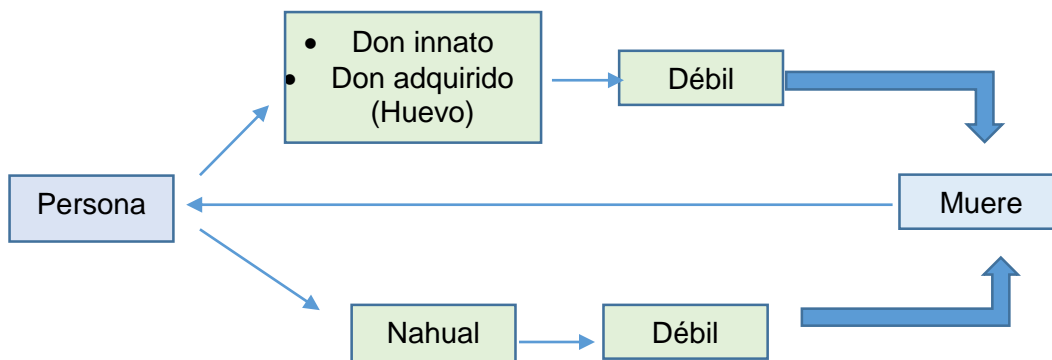 • Don innato
• Don adquirido
(Huevo)
Débil
Persona
Muere
Nahual
Débil